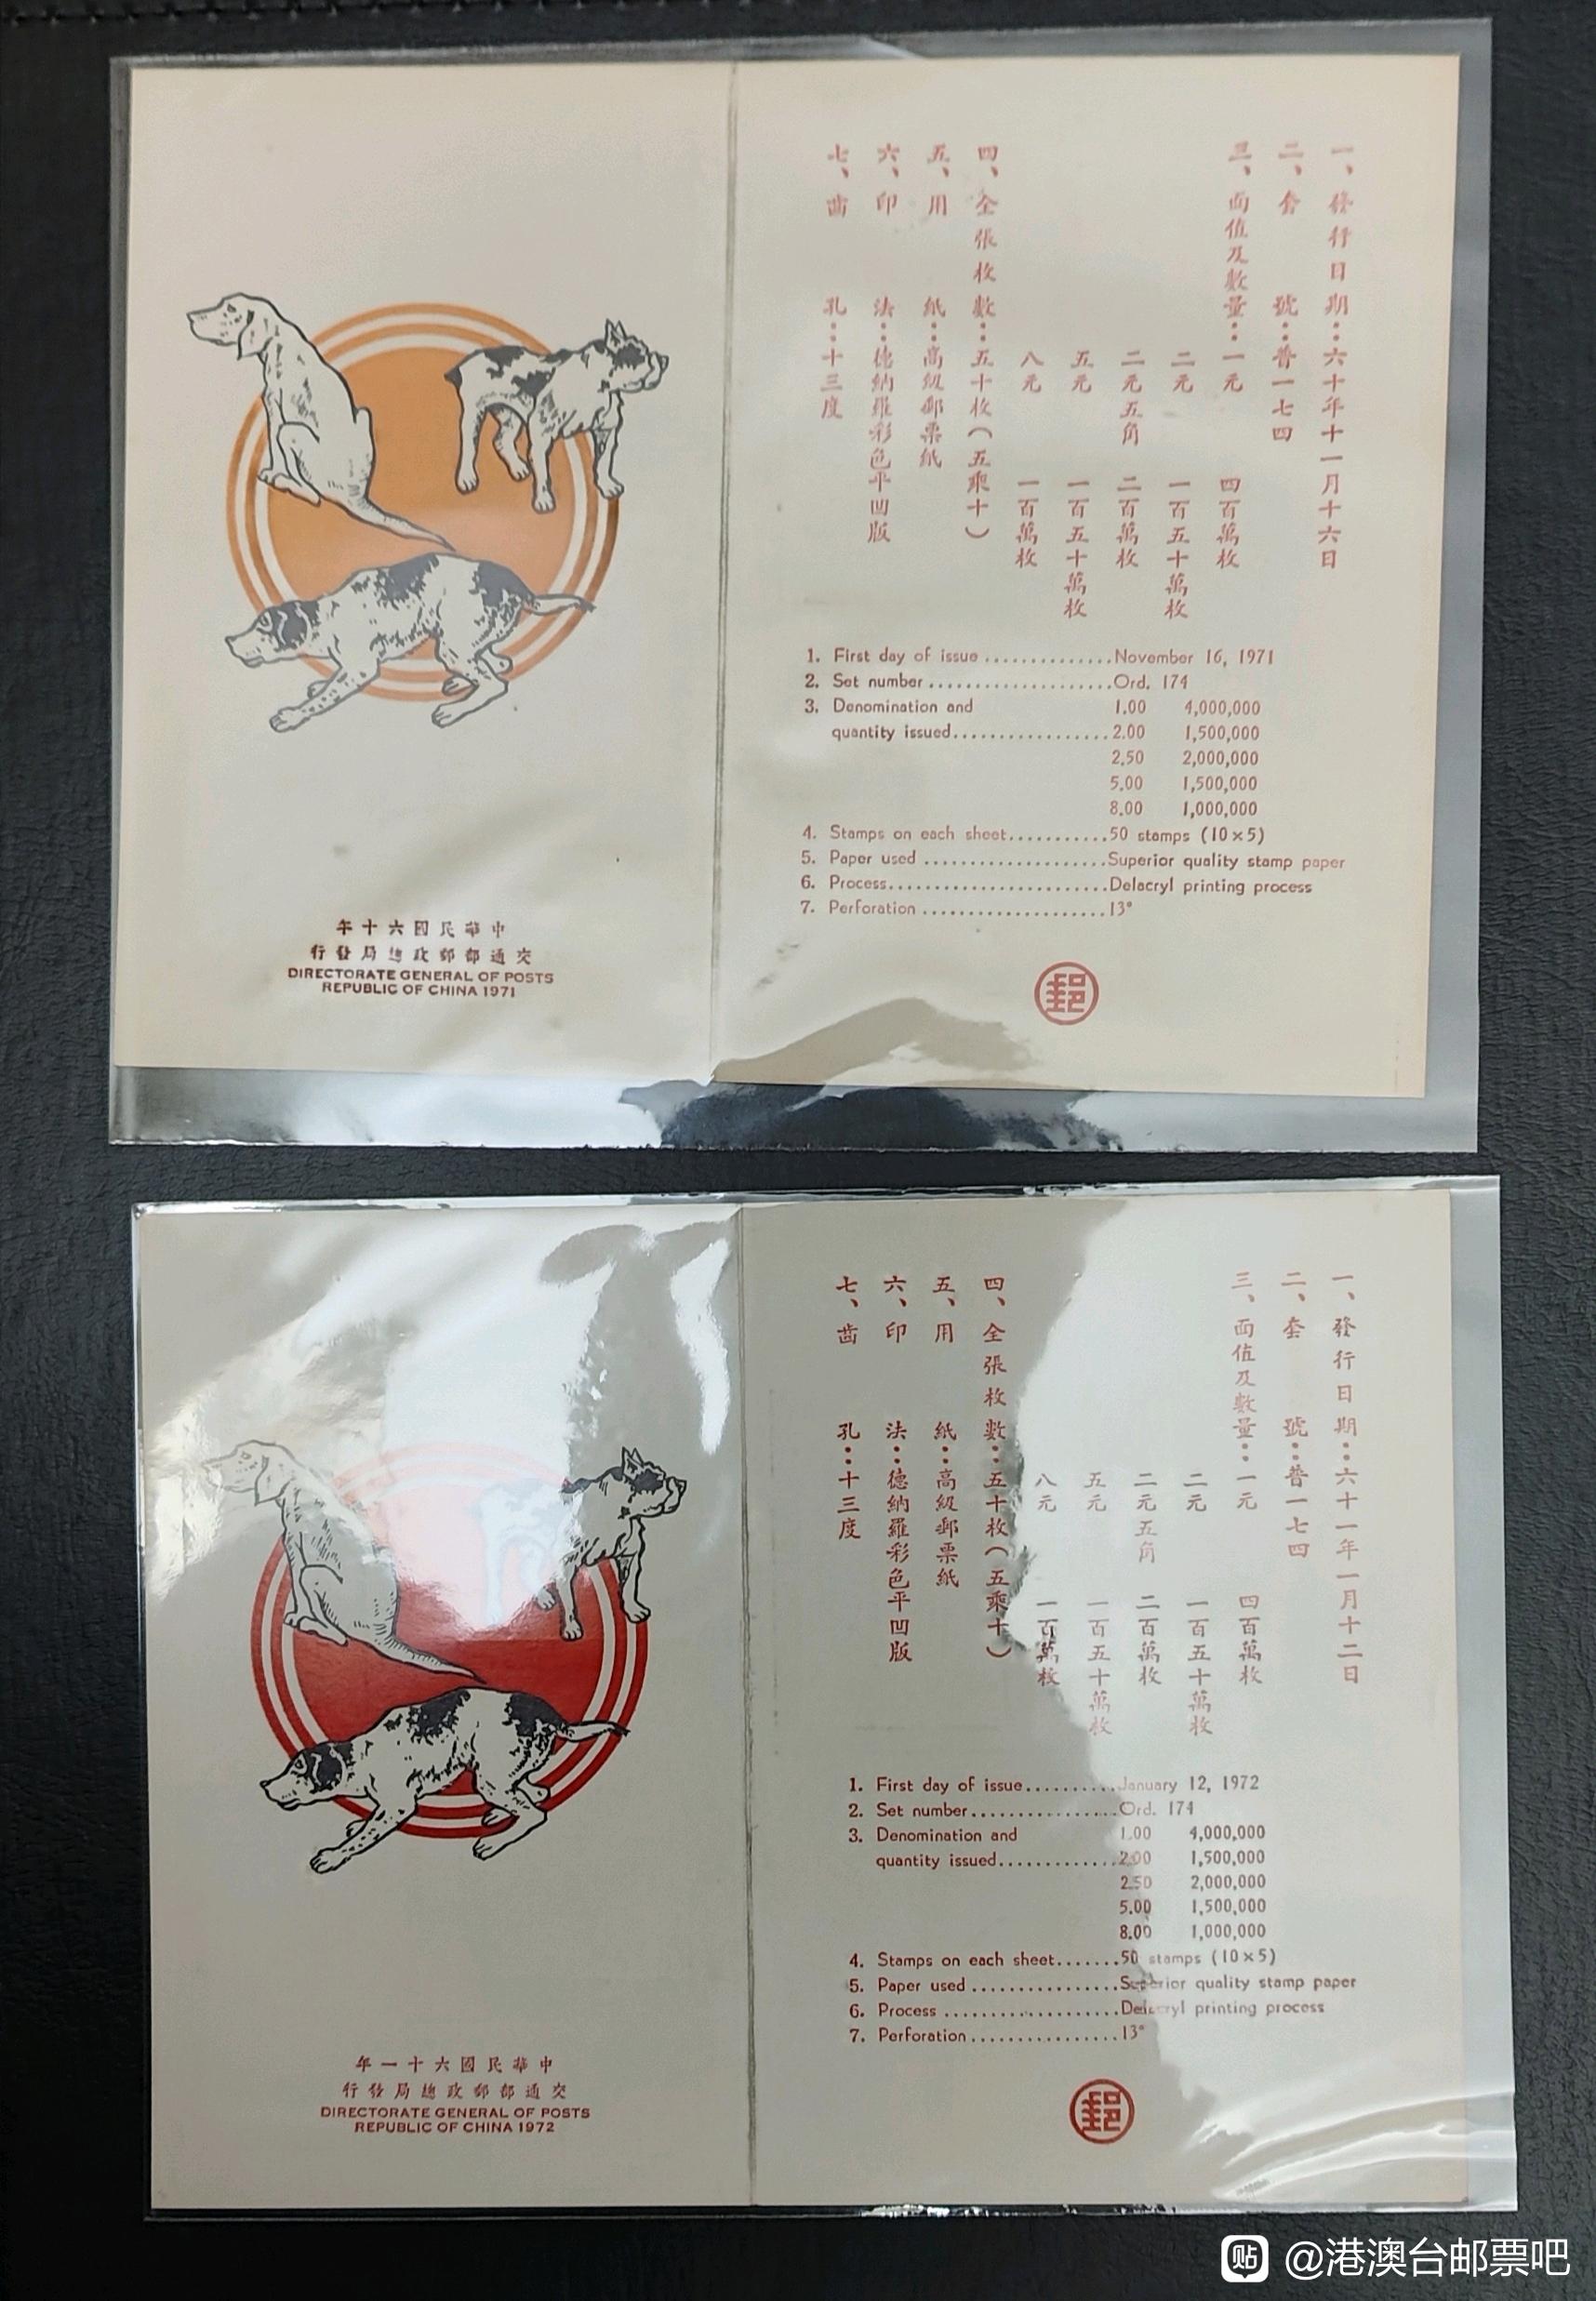 中華民國六十年
交通部郵政總局發行
DIRECTORATE GENERAL OF POSTS
REPUBLIC OF CHINA 1971
一、發行日期：六十年十一月十六日
二、套號：普一七四
三、面值及數量：一元 四百萬枚
二元 一百五十萬枚
二元五角 二百萬枚
五元 一百五十萬枚
八元 一百萬枚
四、全張枚數：五十枚（五乘十）
五、用紙：高級郵票紙
六、印法：德納羅彩色平凹版
七、齒孔：十三度
1. First day of issue..............November 16, 1971
2. Set number....................Ord. 174
3. Denomination and 1.00 4,000,000
quantity issued.................2.00 1,500,000
2.50 2,000,000
5.00 1,500,000
8.00 1,000,000
4. Stamps on each sheet...........50 stamps (10×5)
5. Paper used ....................Superior quality stamp paper
6. Process........................Delacryl printing process
7. Perforation ....................13°
郵
中華民國六十一年
交通部郵政總局發行
DIRECTORATE GENERAL OF POSTS
REPUBLIC OF CHINA 1972
一、發行日期：六十一年一月十二日
二、套號：普一七四
三、面值及數量：一元 四百萬枚
二元 一百五十萬枚
二元五角 二百萬枚
五元 一百五十萬枚
八元 一百萬枚
四、全張枚數：五十枚（五乘十）
五、用紙：高級郵票紙
六、印法：德納羅彩色平凹版
七、齒孔：十三度
1. First day of issue..........January 12, 1972
2. Set number................Ord. 174
3. Denomination and 1.00 4,000,000
quantity issued.............2.00 1,500,000
2.50 2,000,000
5.00 1,500,000
8.00 1,000,000
4. Stamps on each sheet.......50 stamps (10×5)
5. Paper used ................Superior quality stamp paper
6. Process ....................Delacryl printing process
7. Perforation ................13°
郵
贴 @港澳台邮票吧